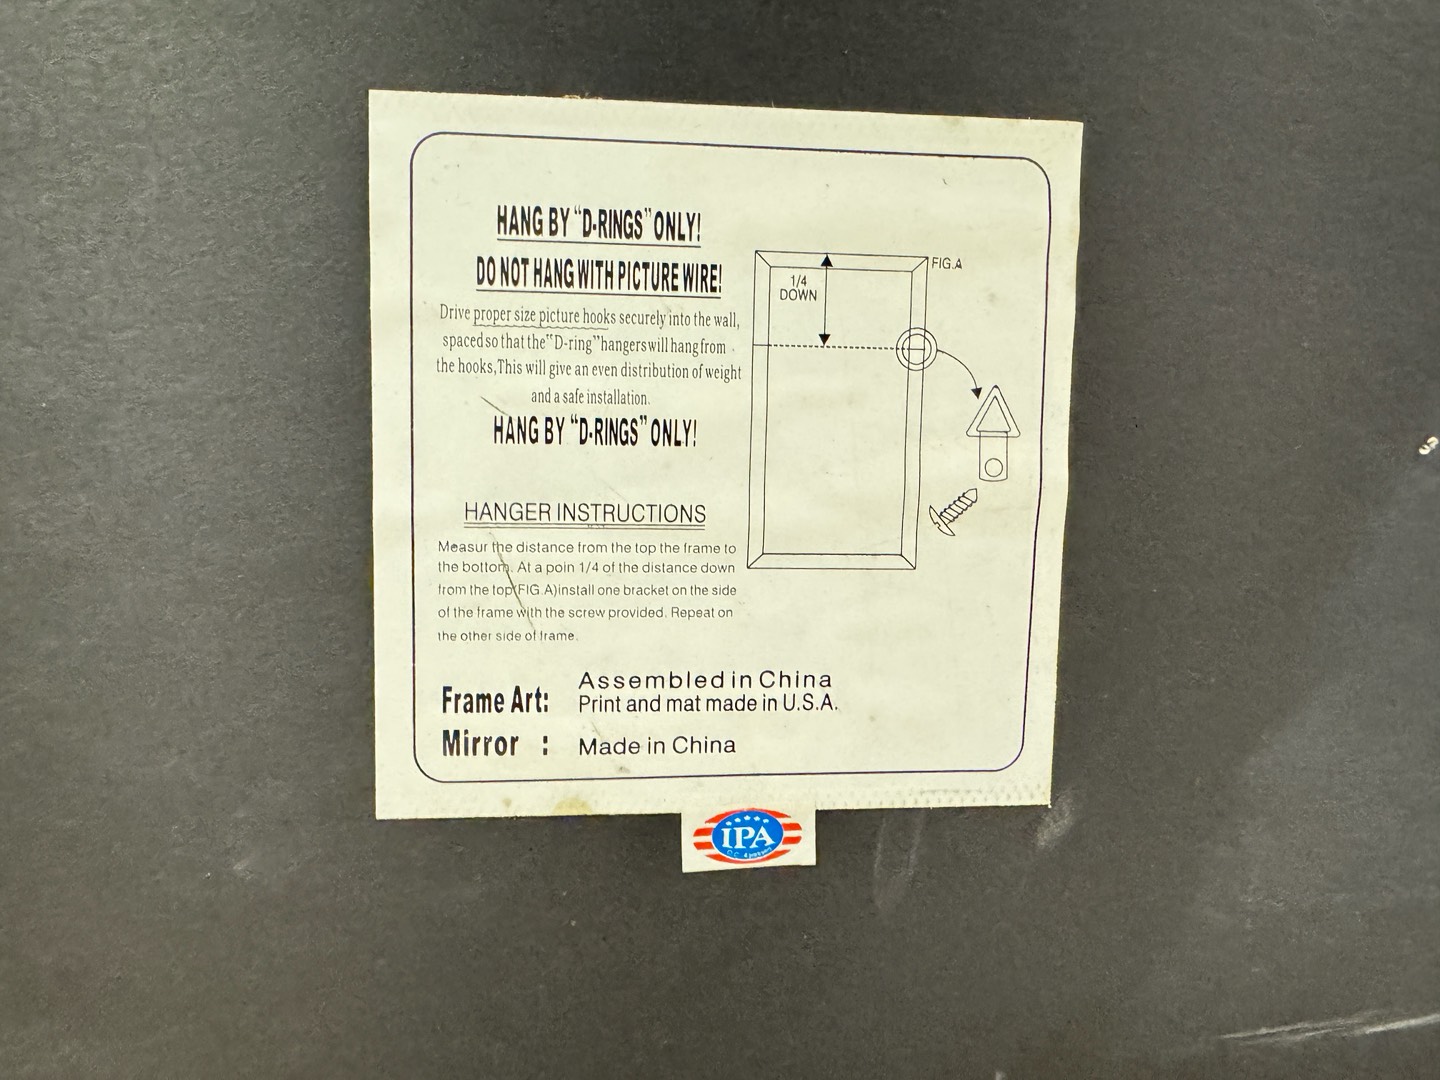 HANG BY "D-RINGS" ONLY!
DO NOT HANG WITH PICTURE WIRE!
Drive proper size picture hooks securely into the wall,
spaced so that the "D-ring" hangers will hang from
the hooks, This will give an even distribution of weight
and a safe installation.
HANG BY "D-RINGS" ONLY!
FIG.A
1/4
DOWN
HANGER INSTRUCTIONS
Measur the distance from the top the frame to
the bottom. At a poin 1/4 of the distance down
from the top(FIG.A)install one bracket on the side
of the frame with the screw provided. Repeat on
the other side of frame.
Frame Art: Assembled in China
Print and mat made in U.S.A.
Mirror : Made in China
IPA